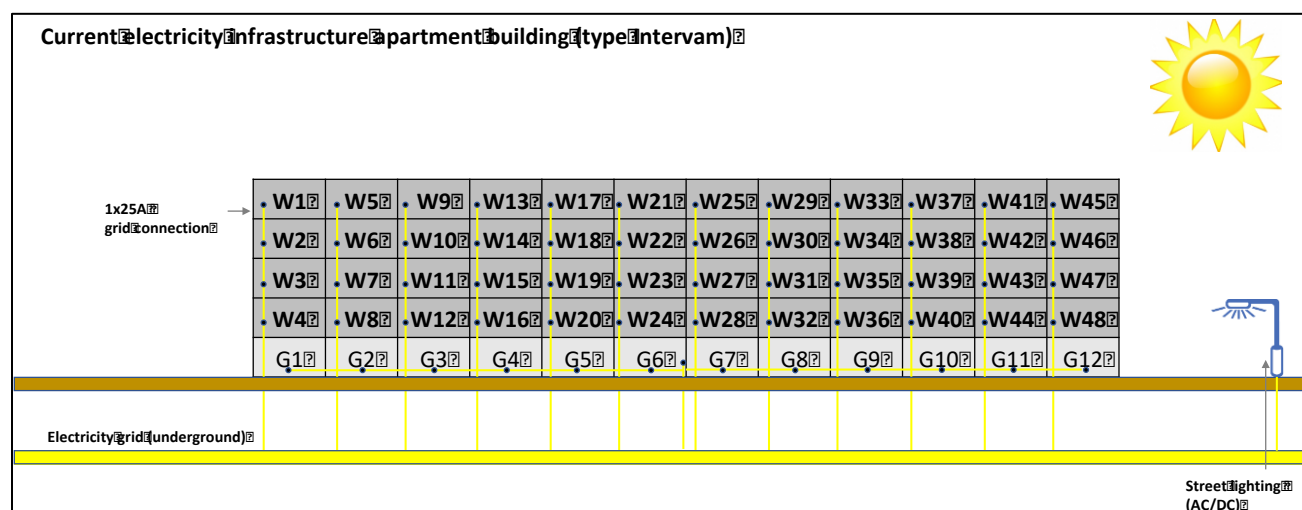 Current electricity infrastructure apartment building (type Intervam)
1x25A
grid connection
W1 W5 W9 W13 W17 W21 W25 W29 W33 W37 W41 W45
W2 W6 W10 W14 W18 W22 W26 W30 W34 W38 W42 W46
W3 W7 W11 W15 W19 W23 W27 W31 W35 W39 W43 W47
W4 W8 W12 W16 W20 W24 W28 W32 W36 W40 W44 W48
G1 G2 G3 G4 G5 G6 G7 G8 G9 G10 G11 G12
Electricity grid (underground)
Street lighting
(AC/DC)